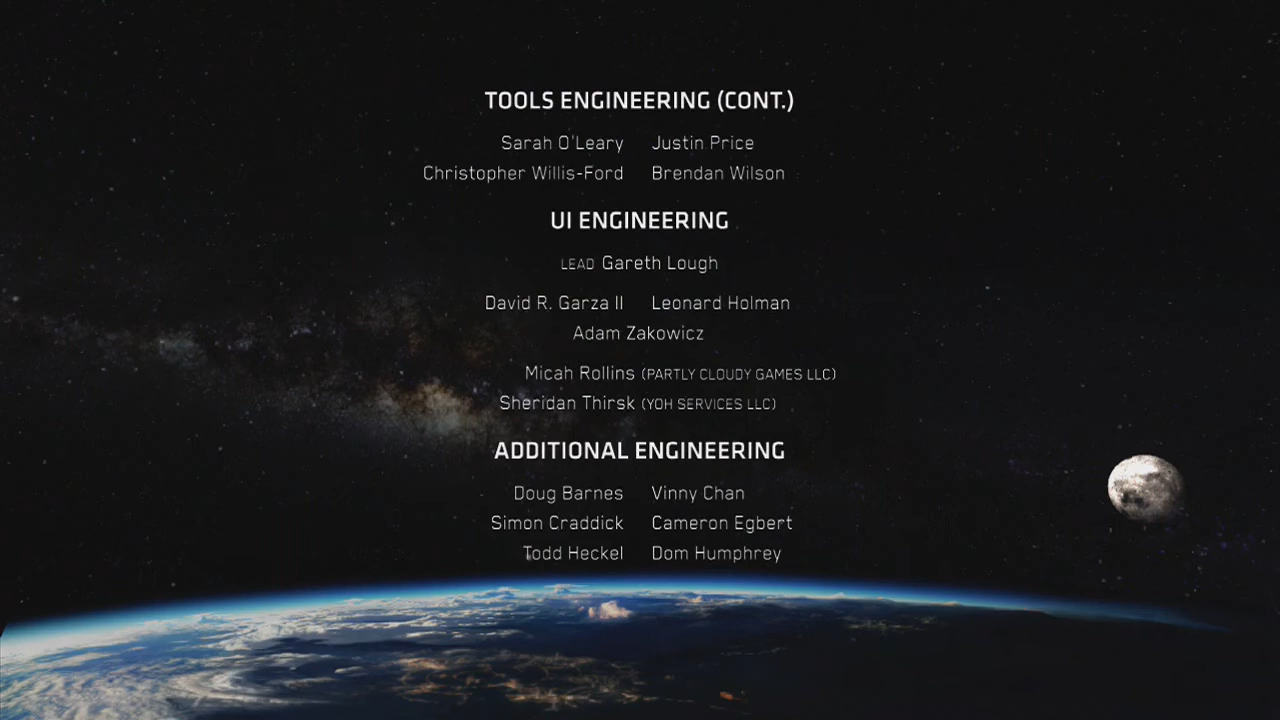 TOOLS ENGINEERING (CONT.)
Sarah O'Leary Justin Price
Christopher Willis-Ford Brendan Wilson
UI ENGINEERING
LEAD Gareth Lough
David R. Garza II Leonard Holman
Adam Zakowicz
Micah Rollins (PARTLY CLOUDY GAMES LLC)
Sheridan Thirsk (YOH SERVICES LLC)
ADDITIONAL ENGINEERING
Doug Barnes Vinny Chan
Simon Craddick Cameron Egbert
Todd Heckel Dom Humphrey